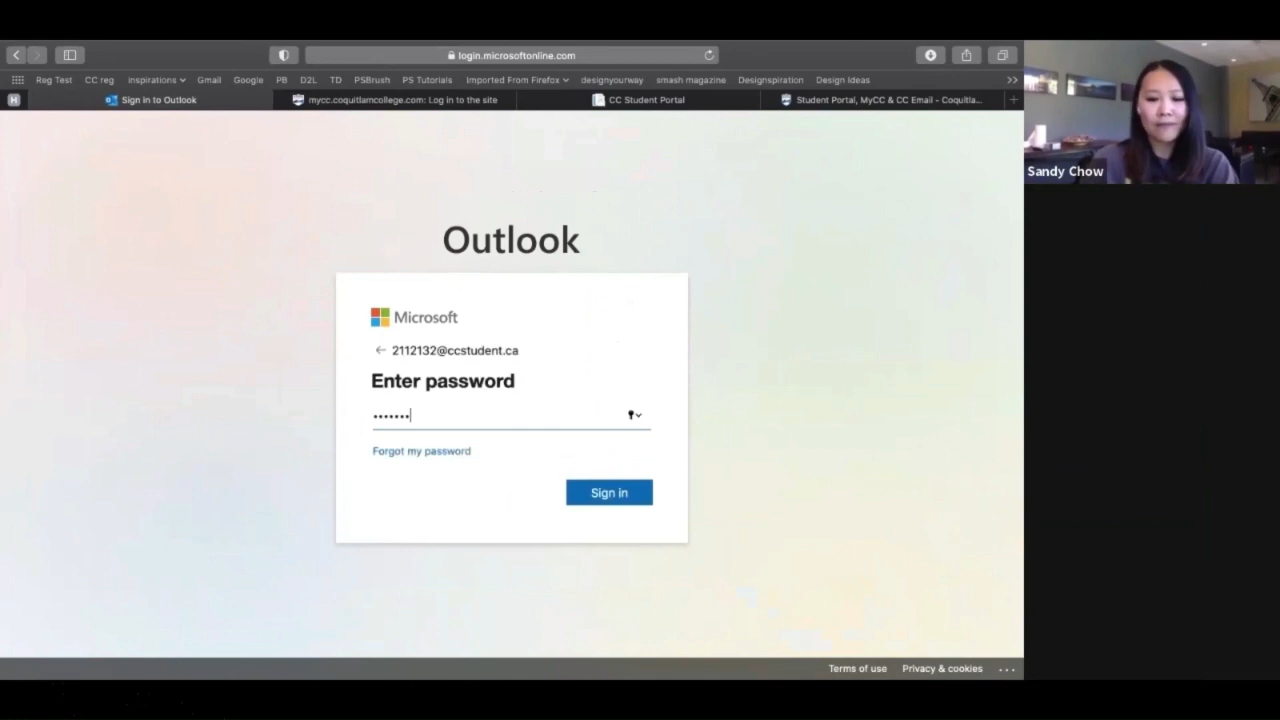 login.microsoftonline.com
Reg Test CC reg inspirations Gmail Google PB D2L TD PSBrush PS Tutorials Imported From Firefox designyourway smash magazine Designspiration Design Ideas
H Sign in to Outlook mycc.coquitlamcollege.com: Log in to the site CC Student Portal Student Portal, MyCC & CC Email - Coquitla...
Sandy Chow
Outlook
Microsoft
2112132@ccstudent.ca
Enter password
Forgot my password
Sign in
Terms of use Privacy & cookies ...